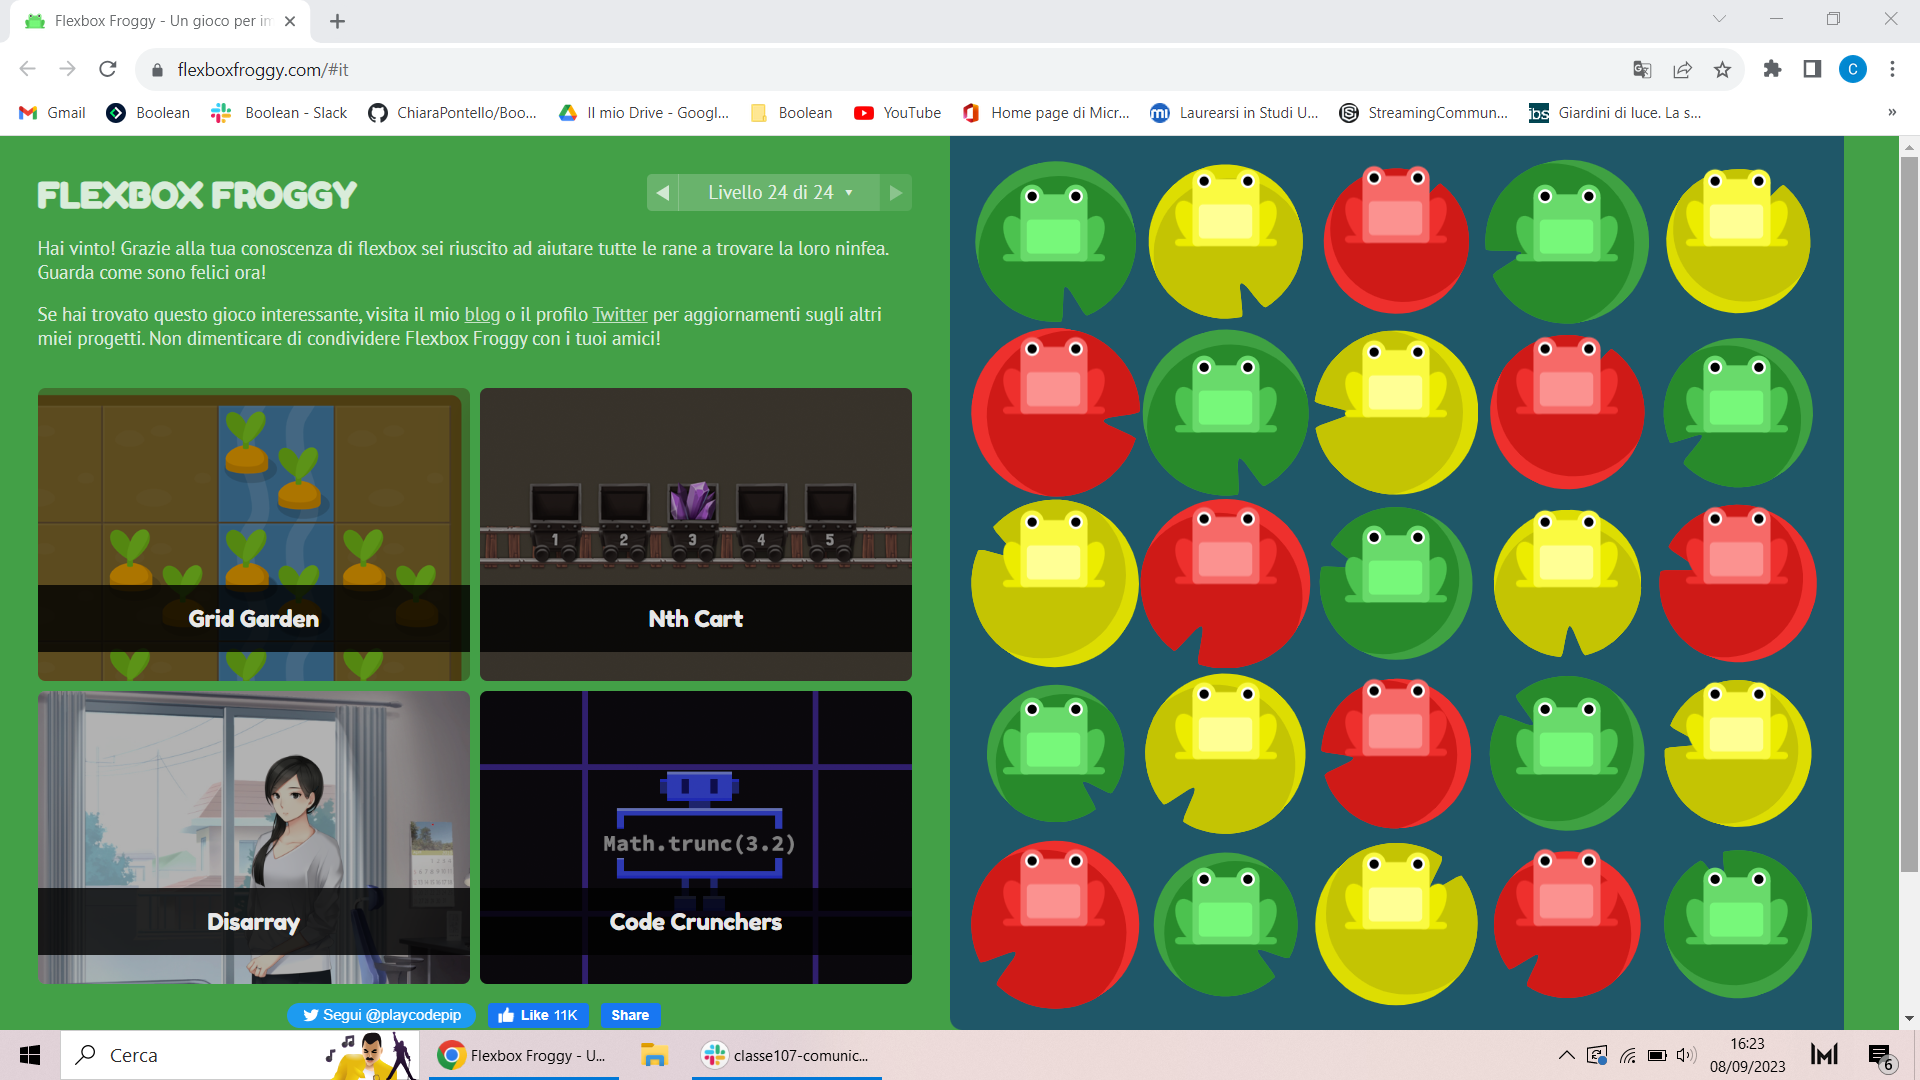 Flexbox Froggy - Un gioco per im
flexboxfroggy.com/#it
C
Gmail
Boolean
Boolean - Slack
ChiaraPontello/Boo...
Il mio Drive - Googl...
Boolean
YouTube
Home page di Micr...
Laurearsi in Studi U...
StreamingCommun...
ibs
Giardini di luce. La s...
»
FLEXBOX FROGGY
Livello 24 di 24
Hai vinto! Grazie alla tua conoscenza di flexbox sei riuscito ad aiutare tutte le rane a trovare la loro ninfea.
Guarda come sono felici ora!
Se hai trovato questo gioco interessante, visita il mio blog o il profilo Twitter per aggiornamenti sugli altri
miei progetti. Non dimenticare di condividere Flexbox Froggy con i tuoi amici!
1 2 3 4 5
Grid Garden
Nth Cart
Math.trunc(3.2)
Disarray
Code Crunchers
Segui @playcodepip
Like 11K
Share
Cerca
Flexbox Froggy - U...
classe107-comunic...
16:23
08/09/2023
6